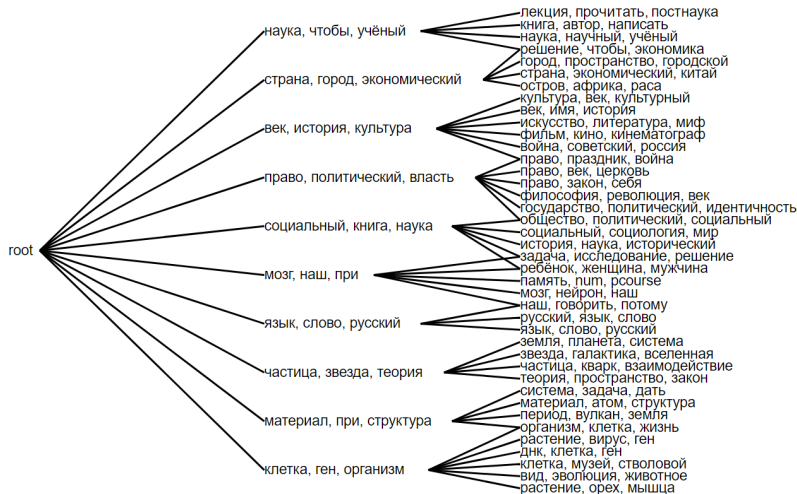 root
наука, чтобы, учёный
страна, город, экономический
век, история, культура
право, политический, власть
социальный, книга, наука
мозг, наш, при
язык, слово, русский
частица, звезда, теория
материал, при, структура
клетка, ген, организм
лекция, прочитать, постнаука
книга, автор, написать
наука, научный, учёный
решение, чтобы, экономика
город, пространство, городской
страна, экономический, китай
остров, африка, раса
культура, век, культурный
век, имя, история
искусство, литература, миф
фильм, кино, кинематограф
война, советский, россия
право, праздник, война
право, век, церковь
право, закон, себя
философия, революция, век
государство, политический, идентичность
общество, политический, социальный
социальный, социология, мир
история, наука, исторический
задача, исследование, решение
ребёнок, женщина, мужчина
память, num, pcourse
мозг, нейрон, наш
наш, говорить, потому
русский, язык, слово
язык, слово, русский
земля, планета, система
звезда, галактика, вселенная
частица, кварк, взаимодействие
теория, пространство, закон
система, задача, дать
материал, атом, структура
период, вулкан, земля
организм, клетка, жизнь
растение, вирус, ген
днк, клетка, ген
клетка, музей, стволовой
вид, эволюция, животное
растение, орех, мышца